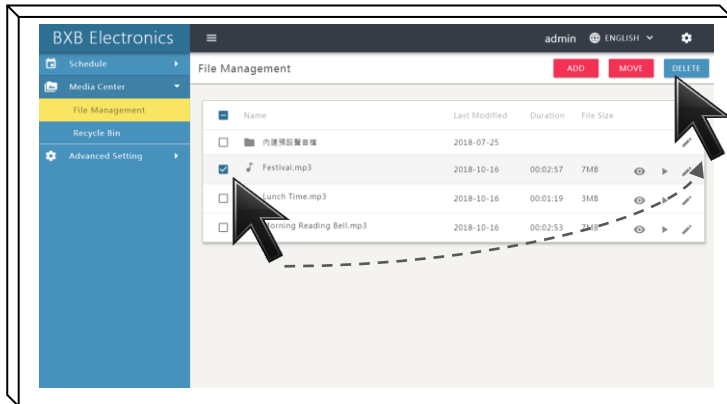 BXB Electronics
admin ENGLISH
Schedule
Media Center
File Management
Recycle Bin
Advanced Setting
File Management
ADD MOVE DELETE
Name Last Modified Duration File Size
內建預設聲音檔 2018-07-25
Festival.mp3 2018-10-16 00:02:57 7MB
Lunch Time.mp3 2018-10-16 00:01:19 3MB
Morning Reading Bell.mp3 2018-10-16 00:02:53 7MB